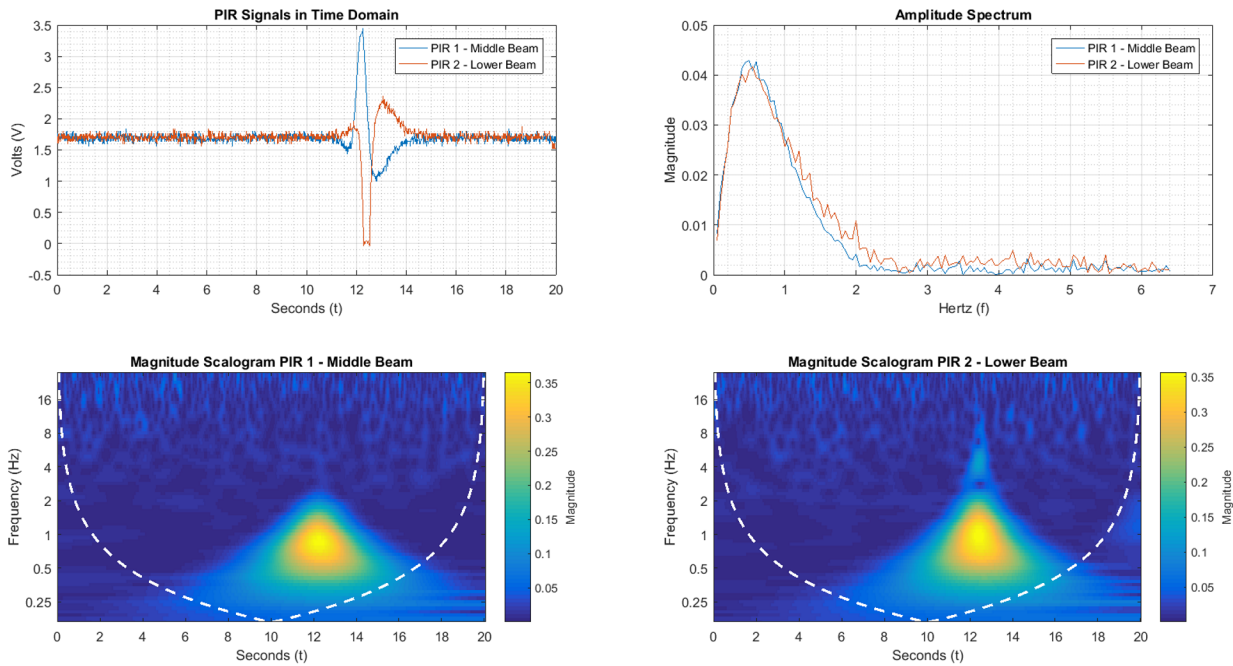 PIR Signals in Time Domain
3.5
3
2.5
2
1.5
1
0.5
0
-0.5
Volts (V)
PIR 1 - Middle Beam
PIR 2 - Lower Beam
0 2 4 6 8 10 12 14 16 18 20
Seconds (t)
Amplitude Spectrum
0.05
0.04
0.03
0.02
0.01
0
Magnitude
PIR 1 - Middle Beam
PIR 2 - Lower Beam
0 1 2 3 4 5 6 7
Hertz (f)
Magnitude Scalogram PIR 1 - Middle Beam
16
8
4
2
1
0.5
0.25
Frequency (Hz)
0 2 4 6 8 10 12 14 16 18 20
Seconds (t)
0.35
0.3
0.25
0.2
0.15
0.1
0.05
Magnitude
Magnitude Scalogram PIR 2 - Lower Beam
16
8
4
2
1
0.5
0.25
Frequency (Hz)
0 2 4 6 8 10 12 14 16 18 20
Seconds (t)
0.35
0.3
0.25
0.2
0.15
0.1
0.05
Magnitude